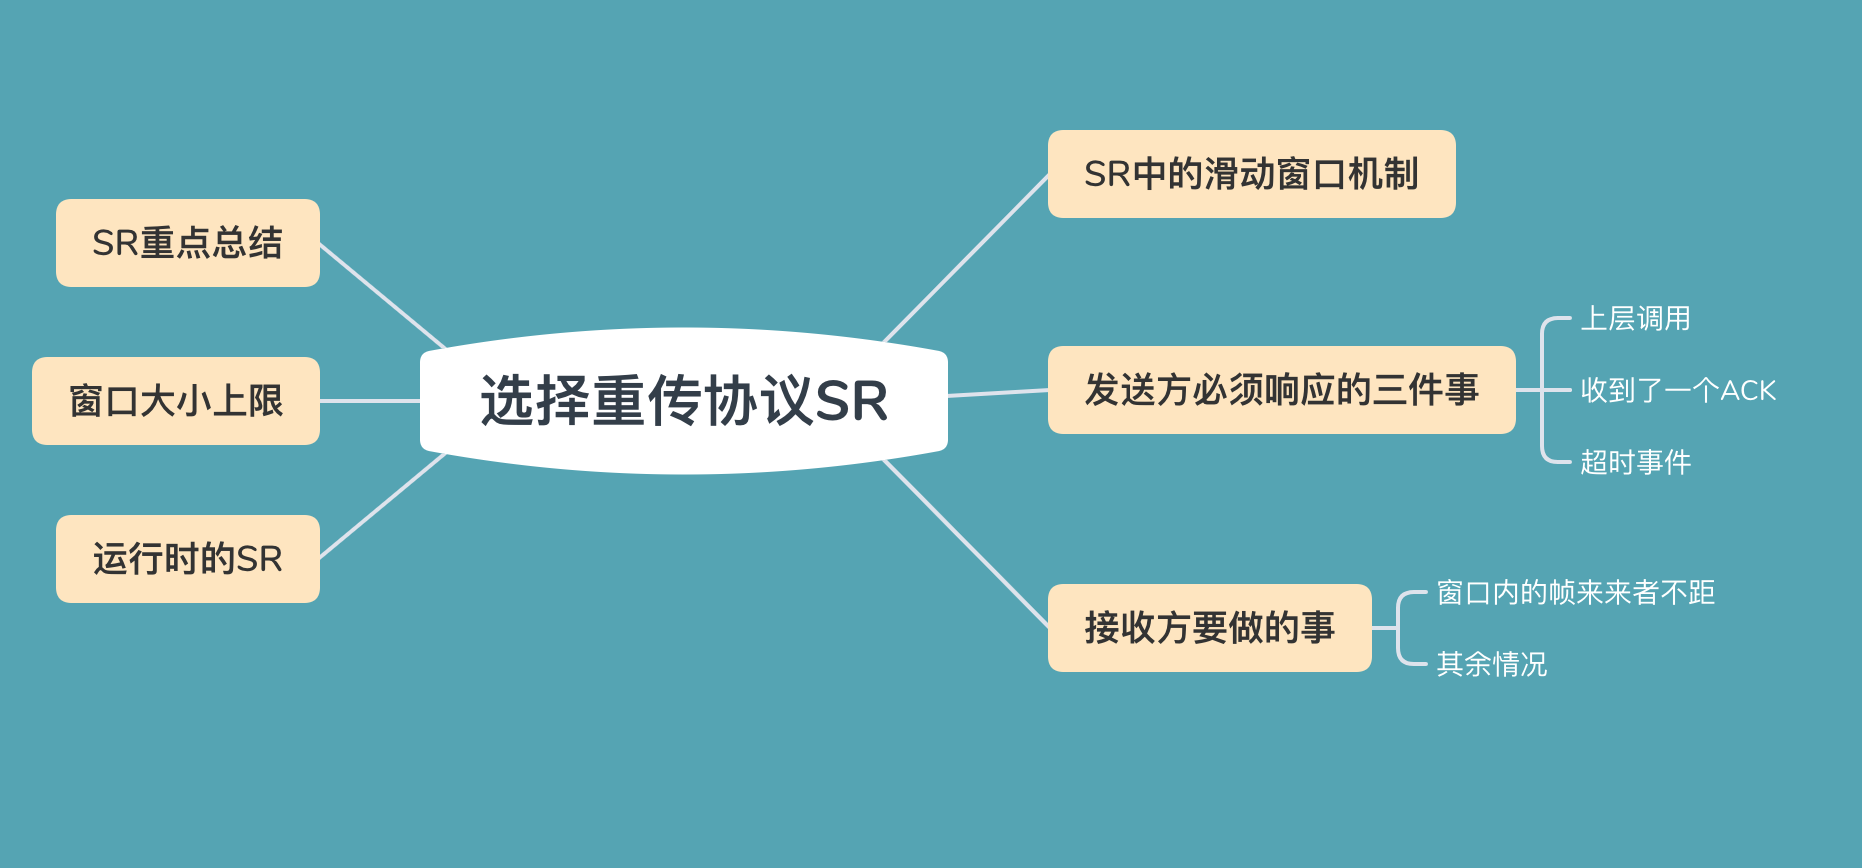 选择重传协议SR
SR中的滑动窗口机制
发送方必须响应的三件事
上层调用
收到了一个ACK
超时事件
接收方要做的事
窗口内的帧来来者不距
其余情况
SR重点总结
窗口大小上限
运行时的SR